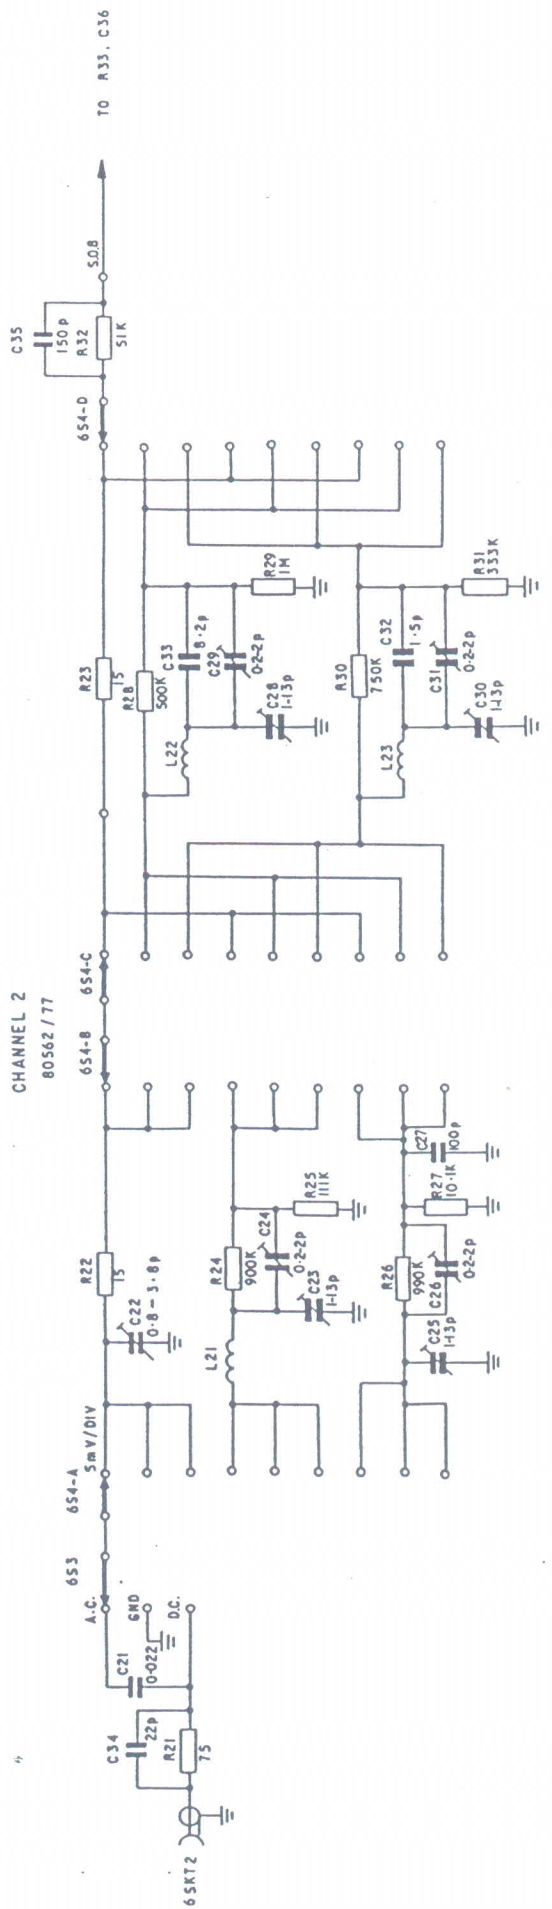 CHANNEL 2
80562/77
6SKT2
C34
22p
R21
75
C21
0·022
A.C.
GND
D.C.
6S3
6S4-A
5mV/DIV
C22
0·8-3·8p
R22
15
L21
R24
900K
C24
0·2-2p
C23
1-13p
R25
111K
R26
990K
C26
0·2-2p
C25
1-13p
R27
10·1K
C27
100p
6S4-B
6S4-C
R23
15
R28
500K
L22
C33
8·2p
C29
0·2-2p
C28
1-13p
R29
1M
R30
750K
L23
C32
1·5p
C31
0·2-2p
C30
1-13p
R31
333K
6S4-D
C35
150p
R32
51K
S.O.8
TO R33, C36